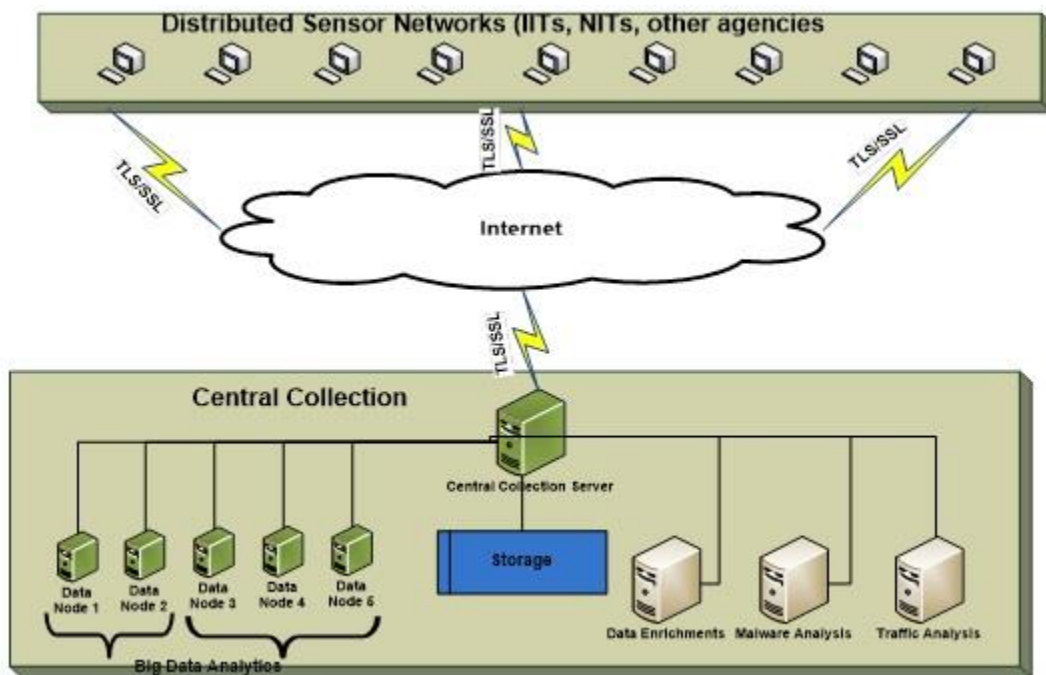 Distributed Sensor Networks (IITs, NITs, other agencies
TLS/SSL
TLS/SSL
TLS/SSL
Internet
TLS/SSL
Central Collection
Central Collection Server
Storage
Data
Node 1
Data
Node 2
Data
Node 3
Data
Node 4
Data
Node 5
Data Enrichments
Malware Analysis
Traffic Analysis
Big Data Analytics